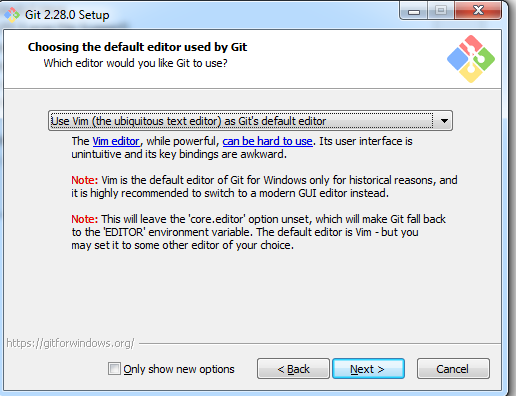 Git 2.28.0 Setup
Choosing the default editor used by Git
Which editor would you like Git to use?
Use Vim (the ubiquitous text editor) as Git's default editor
The Vim editor, while powerful, can be hard to use. Its user interface is
unintuitive and its key bindings are awkward.
Note: Vim is the default editor of Git for Windows only for historical reasons, and
it is highly recommended to switch to a modern GUI editor instead.
Note: This will leave the 'core.editor' option unset, which will make Git fall back
to the 'EDITOR' environment variable. The default editor is Vim - but you
may set it to some other editor of your choice.
https://gitforwindows.org/
Only show new options
< Back
Next >
Cancel